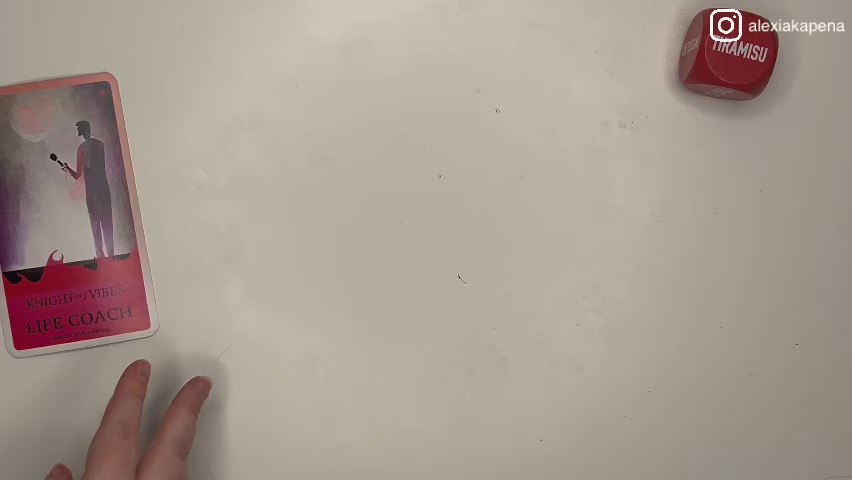 alexiakapena
TIRAMISU
KNIGHT of VIBES
LIFE COACH